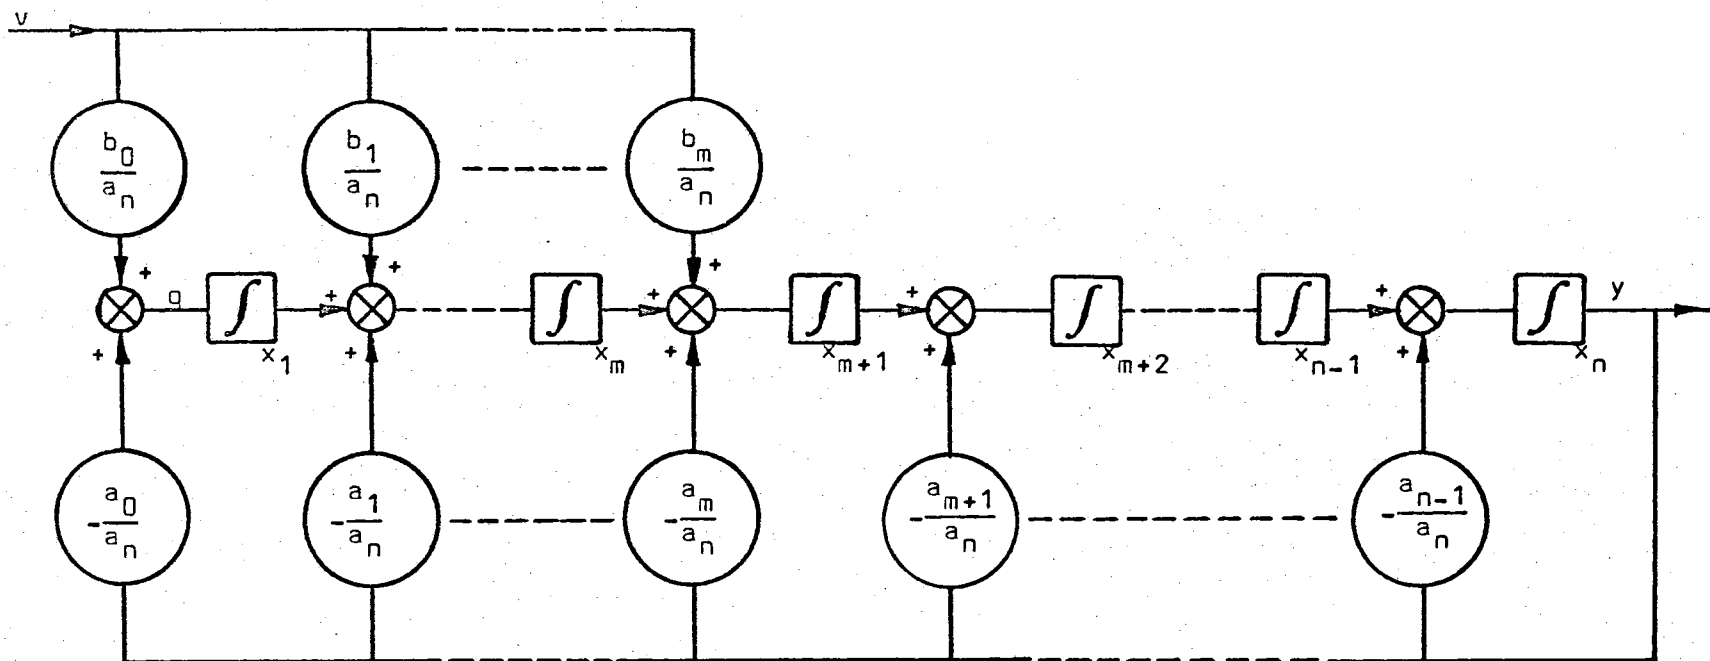 v
b0/an b1/an bm/an
+ + +
g ∫ + ∫ + ∫ + ∫ ∫ + ∫ y
+ x1 + xm + xm+1 + xm+2 xn-1 + xn
-a0/an -a1/an -am/an -am+1/an -an-1/an